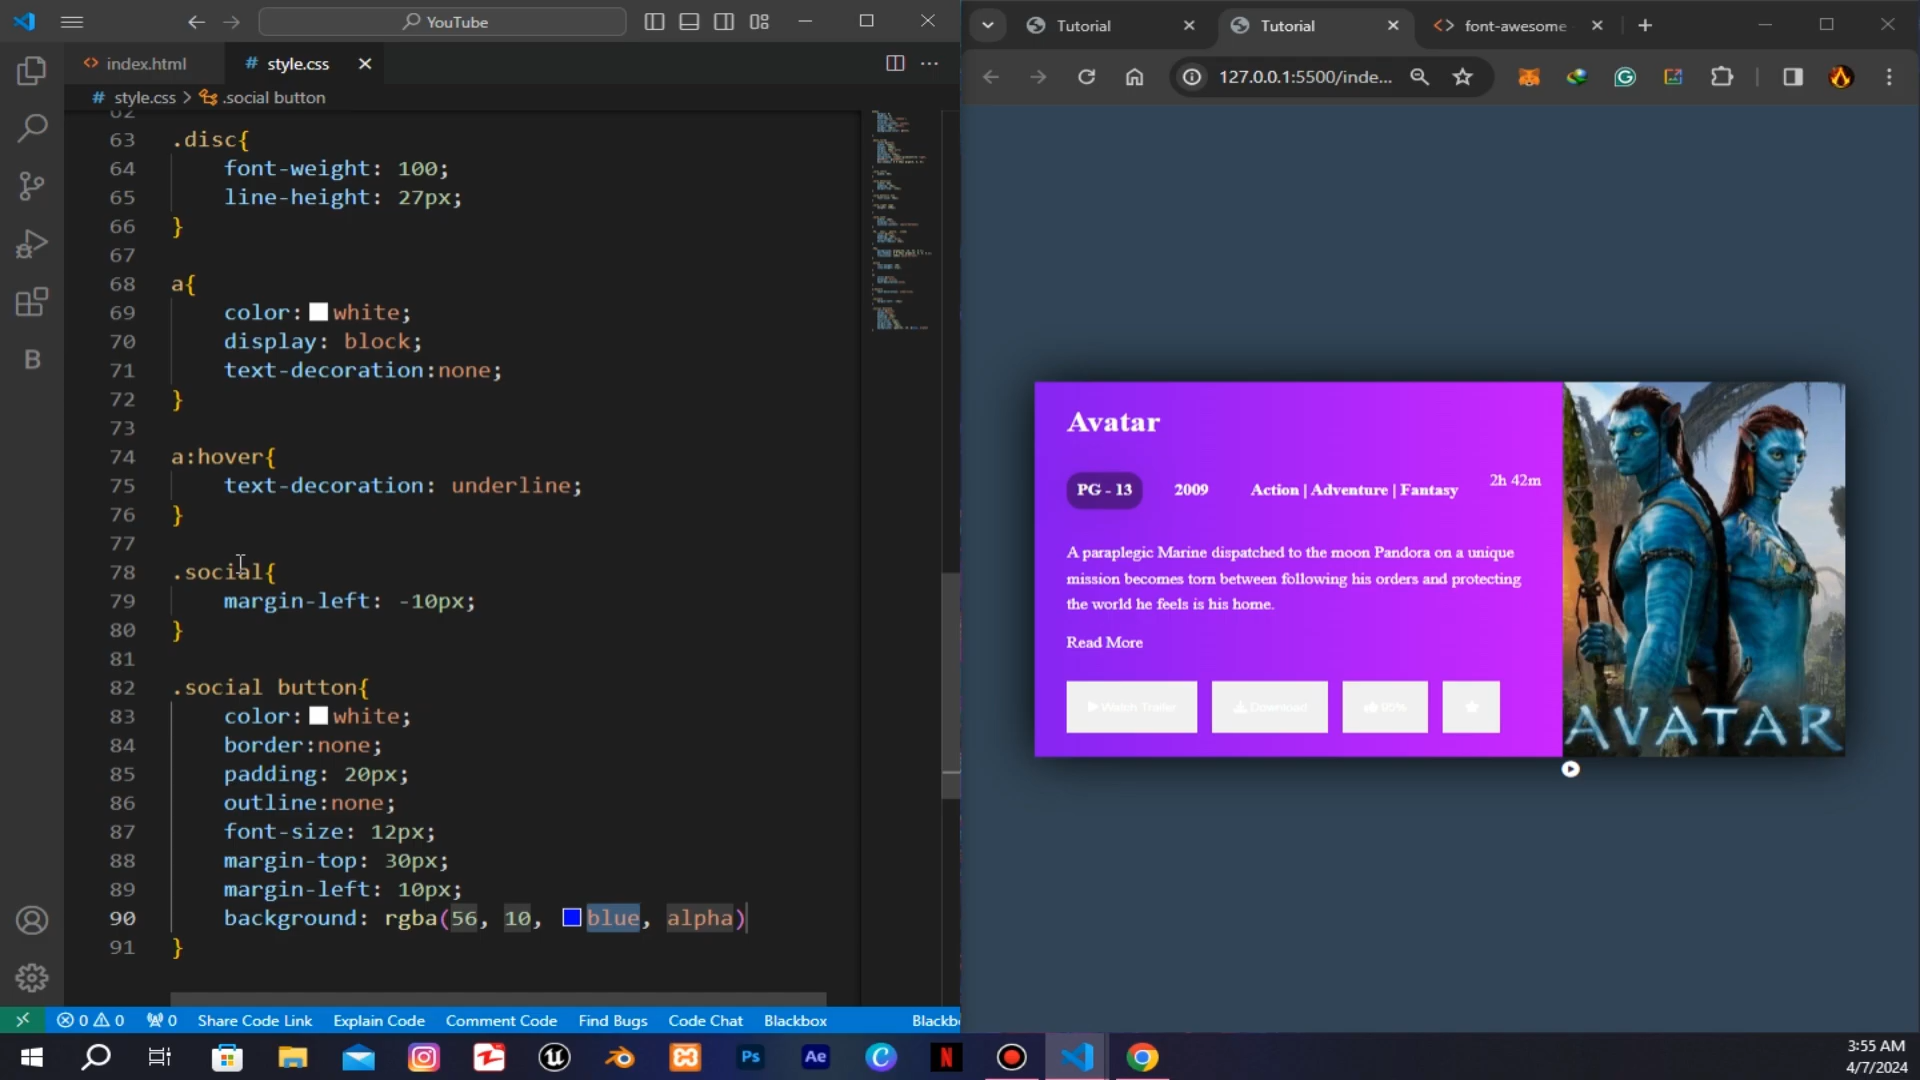 YouTube
index.html
# style.css
# style.css > .social button
62
63 .disc{
64 font-weight: 100;
65 line-height: 27px;
66 }
67
68 a{
69 color: white;
70 display: block;
71 text-decoration:none;
72 }
73
74 a:hover{
75 text-decoration: underline;
76 }
77
78 .social{
79 margin-left: -10px;
80 }
81
82 .social button{
83 color: white;
84 border:none;
85 padding: 20px;
86 outline:none;
87 font-size: 12px;
88 margin-top: 30px;
89 margin-left: 10px;
90 background: rgba(56, 10, blue, alpha)
91 }
B
0 0 0 Share Code Link Explain Code Comment Code Find Bugs Code Chat Blackbox Blackb
Tutorial
Tutorial
font-awesome
127.0.0.1:5500/inde...
Avatar
PG - 13 2009 Action | Adventure | Fantasy 2h 42m
A paraplegic Marine dispatched to the moon Pandora on a unique
mission becomes torn between following his orders and protecting
the world he feels is his home.
Read More
Watch Trailer Download 95%
AVATAR
Ps
Ae
N
3:55 AM
4/7/2024